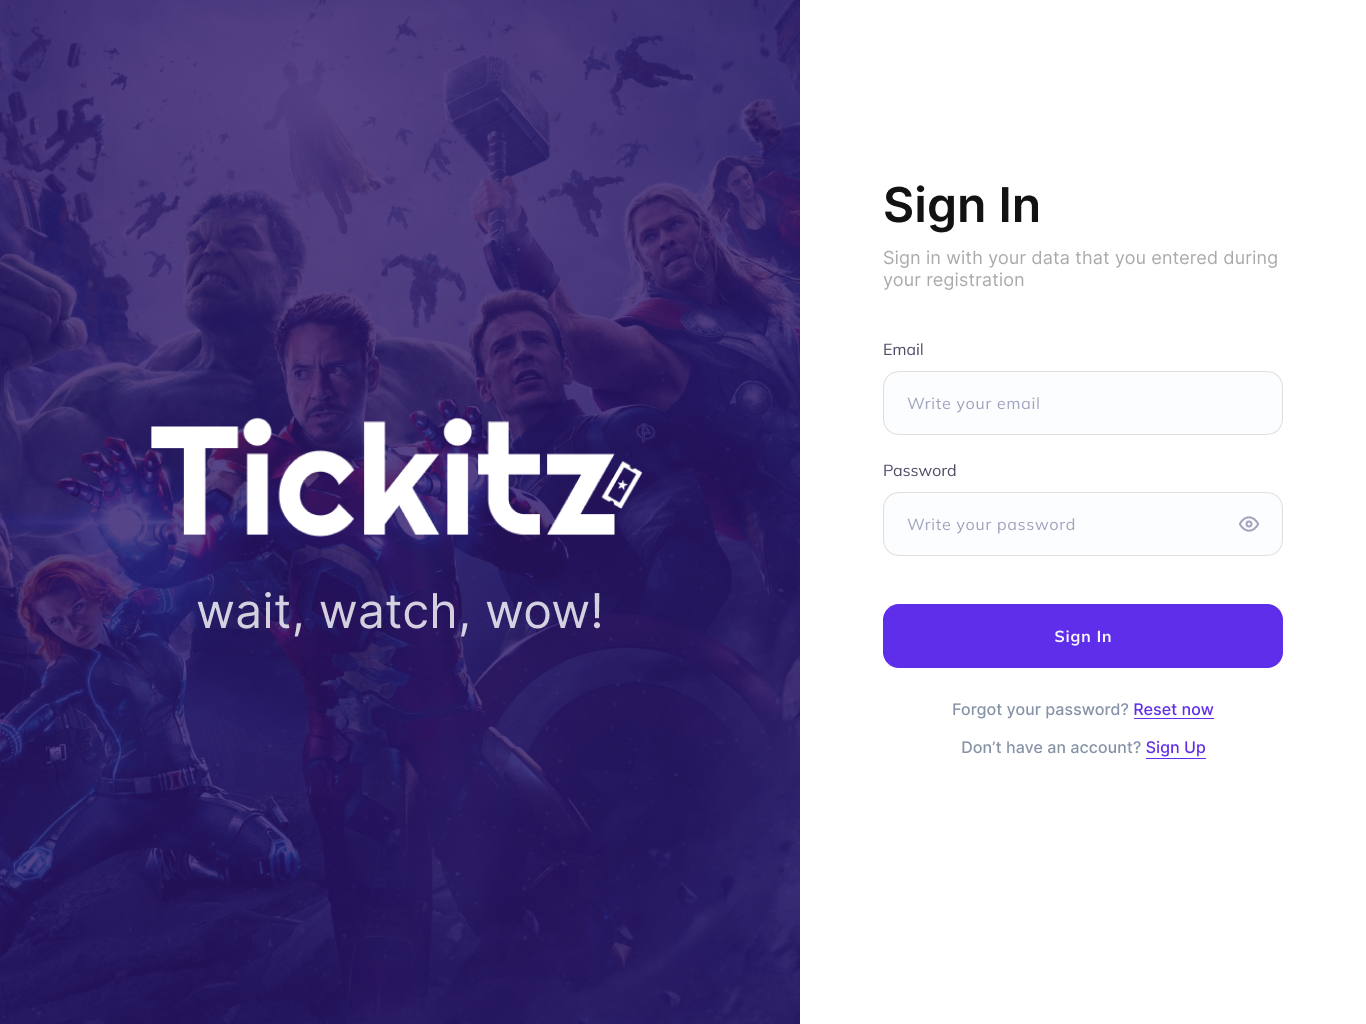 Tickitz
wait, watch, wow!
Sign In
Sign in with your data that you entered during
your registration
Email
Write your email
Password
Write your password
Sign In
Forgot your password? Reset now
Don’t have an account? Sign Up